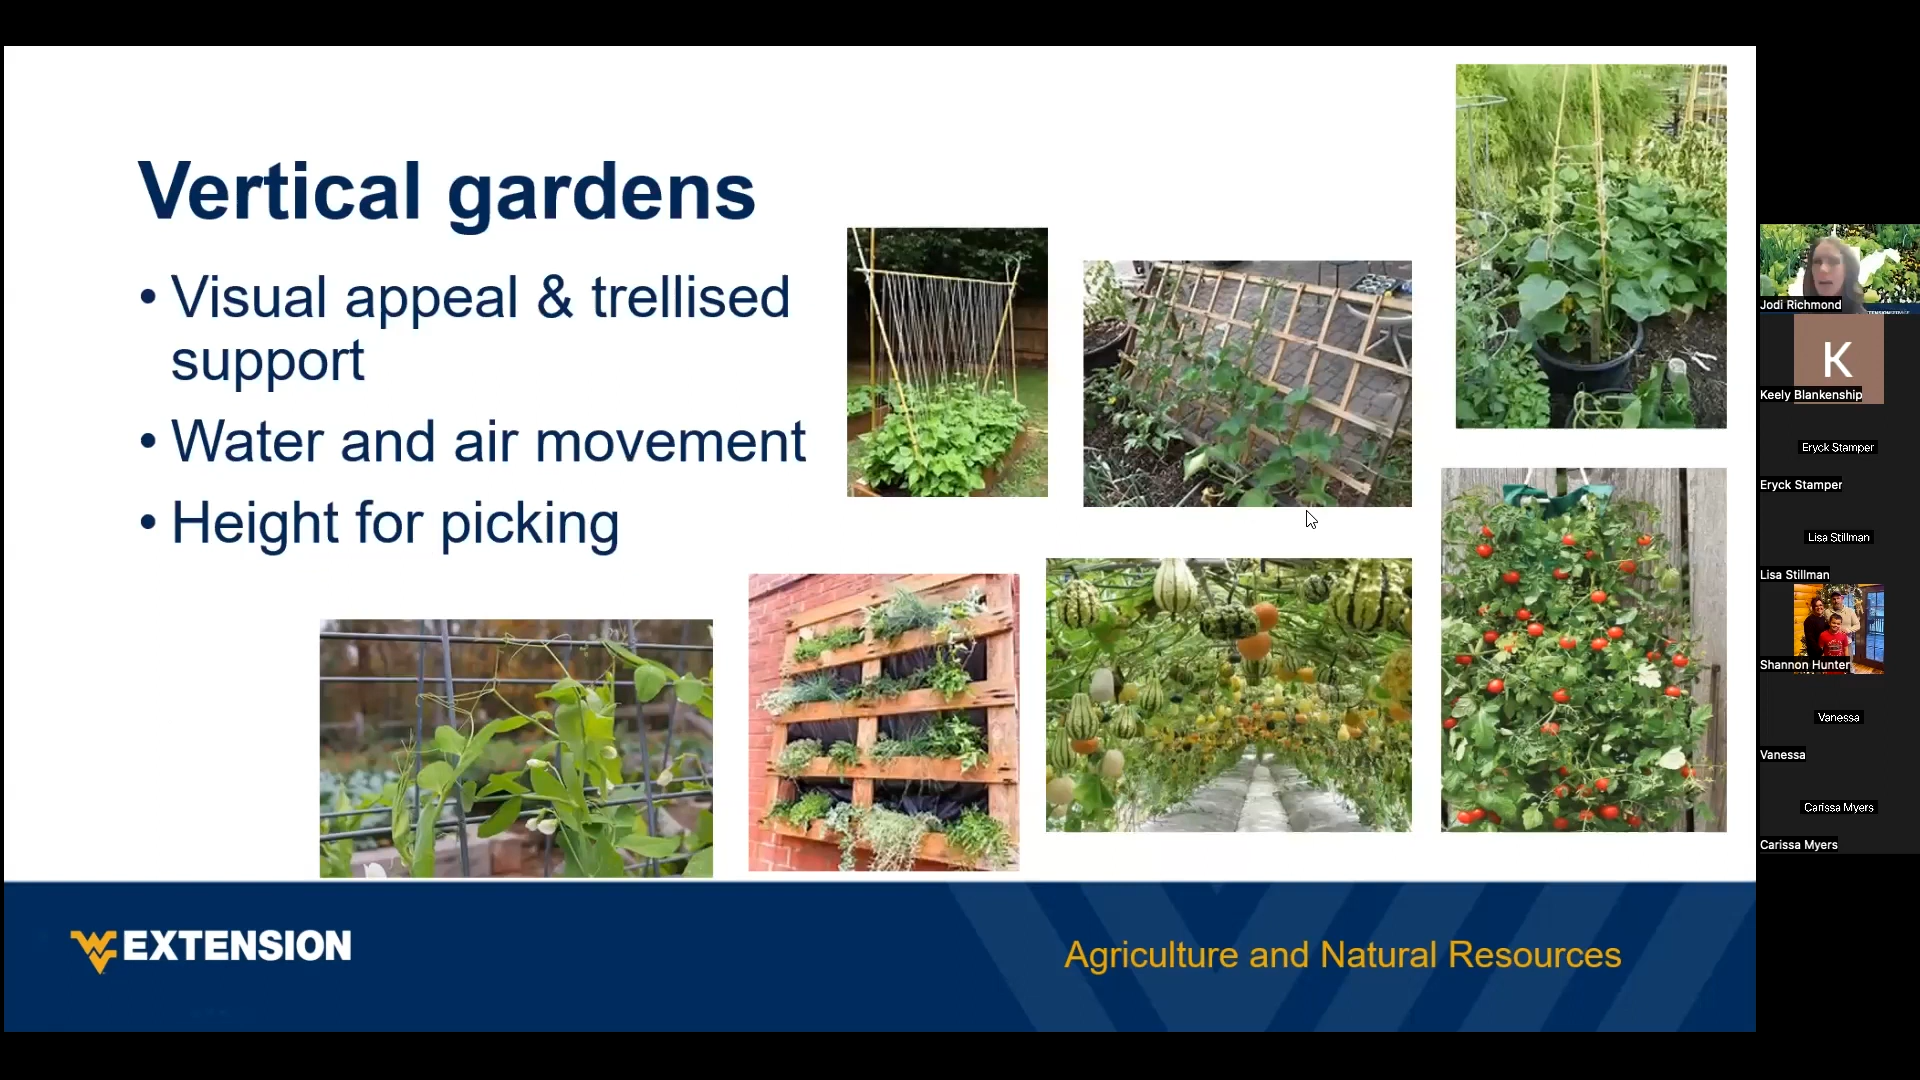 Vertical gardens
• Visual appeal & trellised
support
• Water and air movement
• Height for picking
EXTENSION
Agriculture and Natural Resources
Jodi Richmond
K
Keely Blankenship
Eryck Stamper
Eryck Stamper
Lisa Stillman
Lisa Stillman
Shannon Hunter
Vanessa
Vanessa
Carissa Myers
Carissa Myers